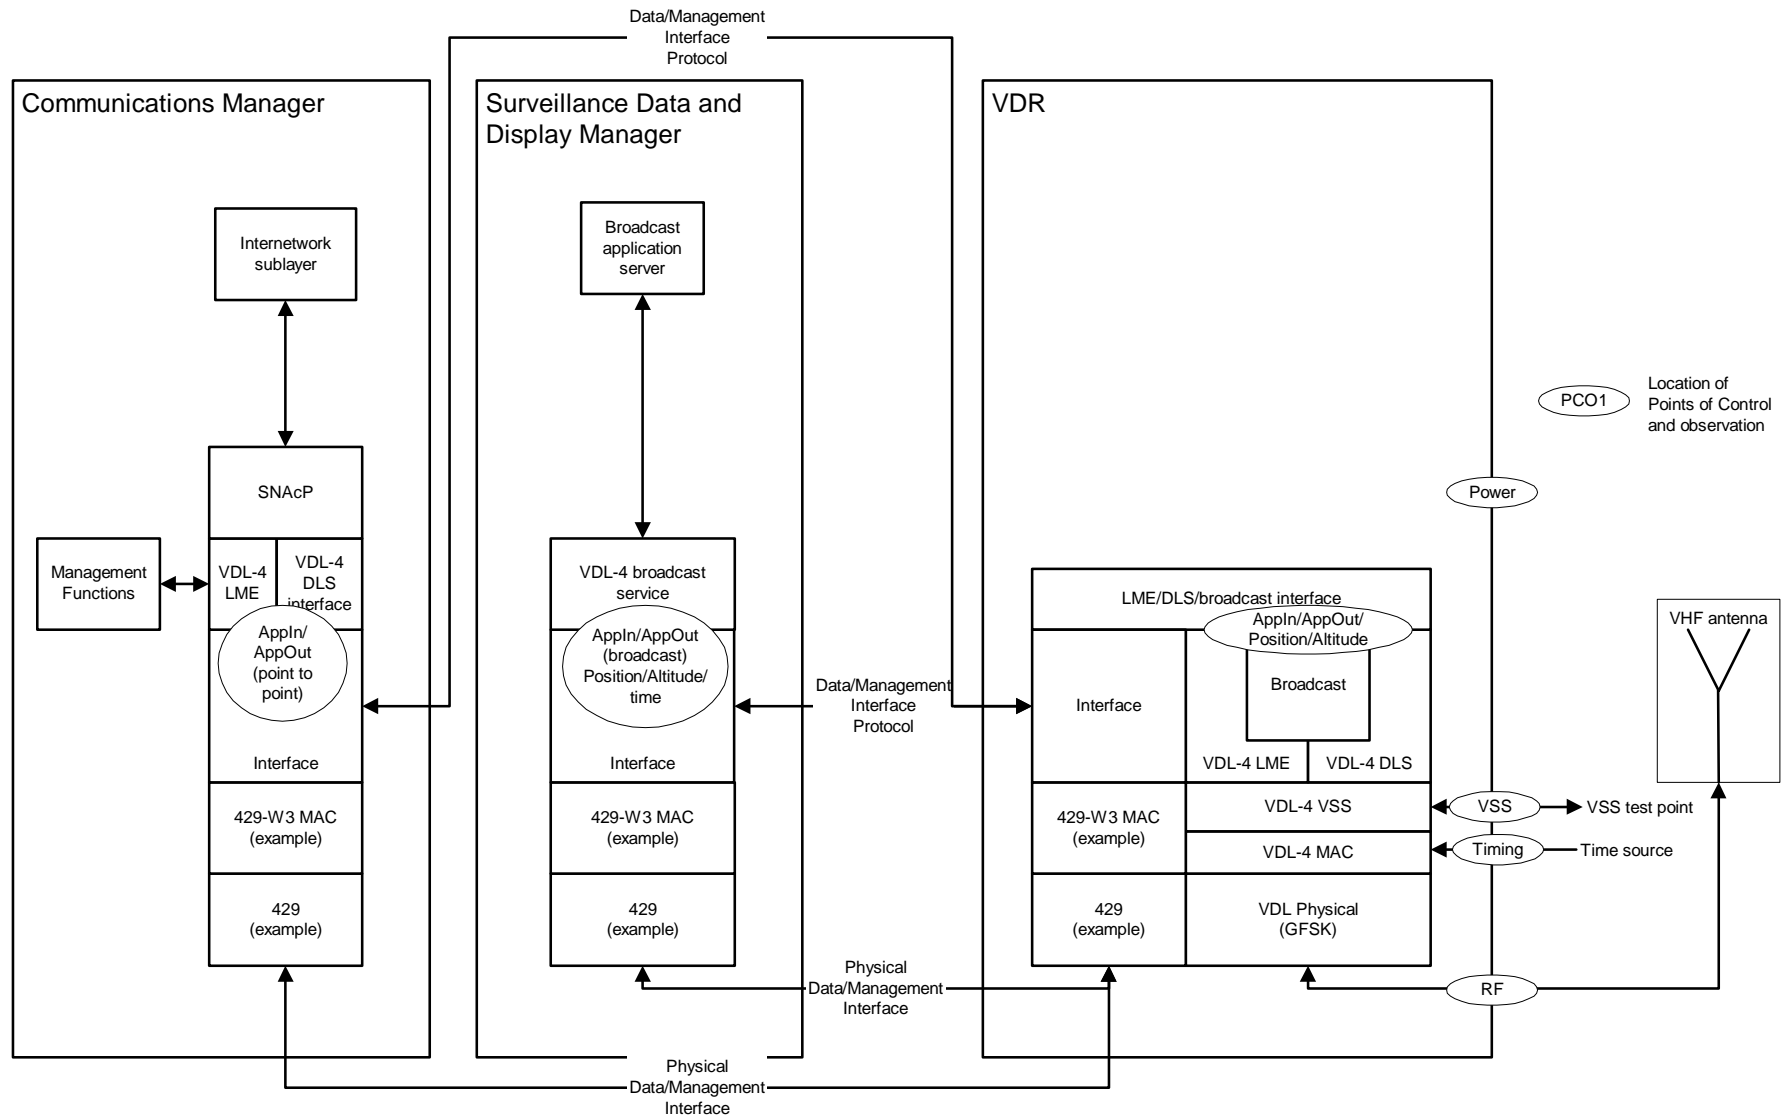 Data/Management
Interface
Protocol
Communications Manager
Surveillance Data and
Display Manager
VDR
Internetwork
sublayer
Broadcast
application
server
PCO1
Location of
Points of Control
and observation
SNAcP
Power
Management
Functions
VDL-4
LME
VDL-4
DLS
interface
VDL-4 broadcast
service
LME/DLS/broadcast interface
AppIn/
AppOut
(point to
point)
AppIn/AppOut
(broadcast)
Position/Altitude/
time
AppIn/AppOut/
Position/Altitude
VHF antenna
Data/Management
Interface
Protocol
Interface
Broadcast
Interface
Interface
VDL-4 LME
VDL-4 DLS
429-W3 MAC
(example)
429-W3 MAC
(example)
429-W3 MAC
(example)
VDL-4 VSS
VSS
VSS test point
VDL-4 MAC
Timing
Time source
429
(example)
429
(example)
429
(example)
VDL Physical
(GFSK)
Physical
Data/Management
Interface
RF
Physical
Data/Management
Interface